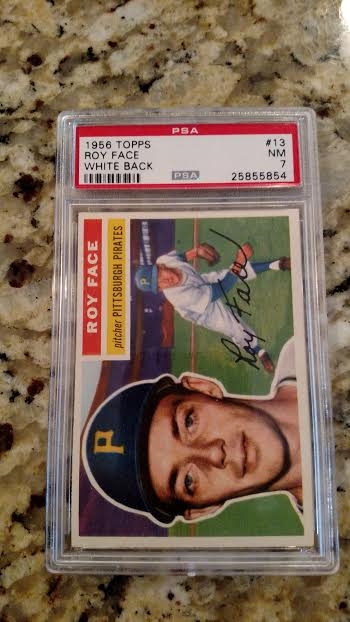 PSA
1956 TOPPS #13
ROY FACE NM
WHITE BACK 7
PSA 25855854
ROY FACE
pitcher PITTSBURGH PIRATES
P
Roy Face
P